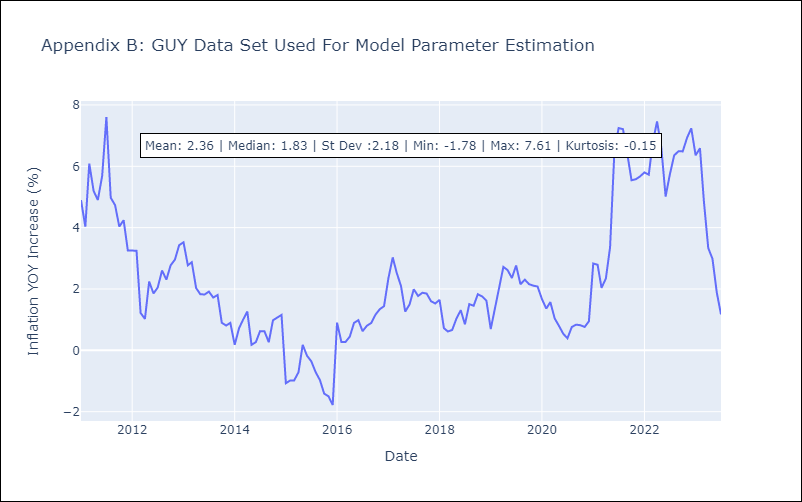 Appendix B: GUY Data Set Used For Model Parameter Estimation
8
Mean: 2.36 | Median: 1.83 | St Dev :2.18 | Min: -1.78 | Max: 7.61 | Kurtosis: -0.15
6
4
2
0
−2
Inflation YOY Increase (%)
2012 2014 2016 2018 2020 2022
Date